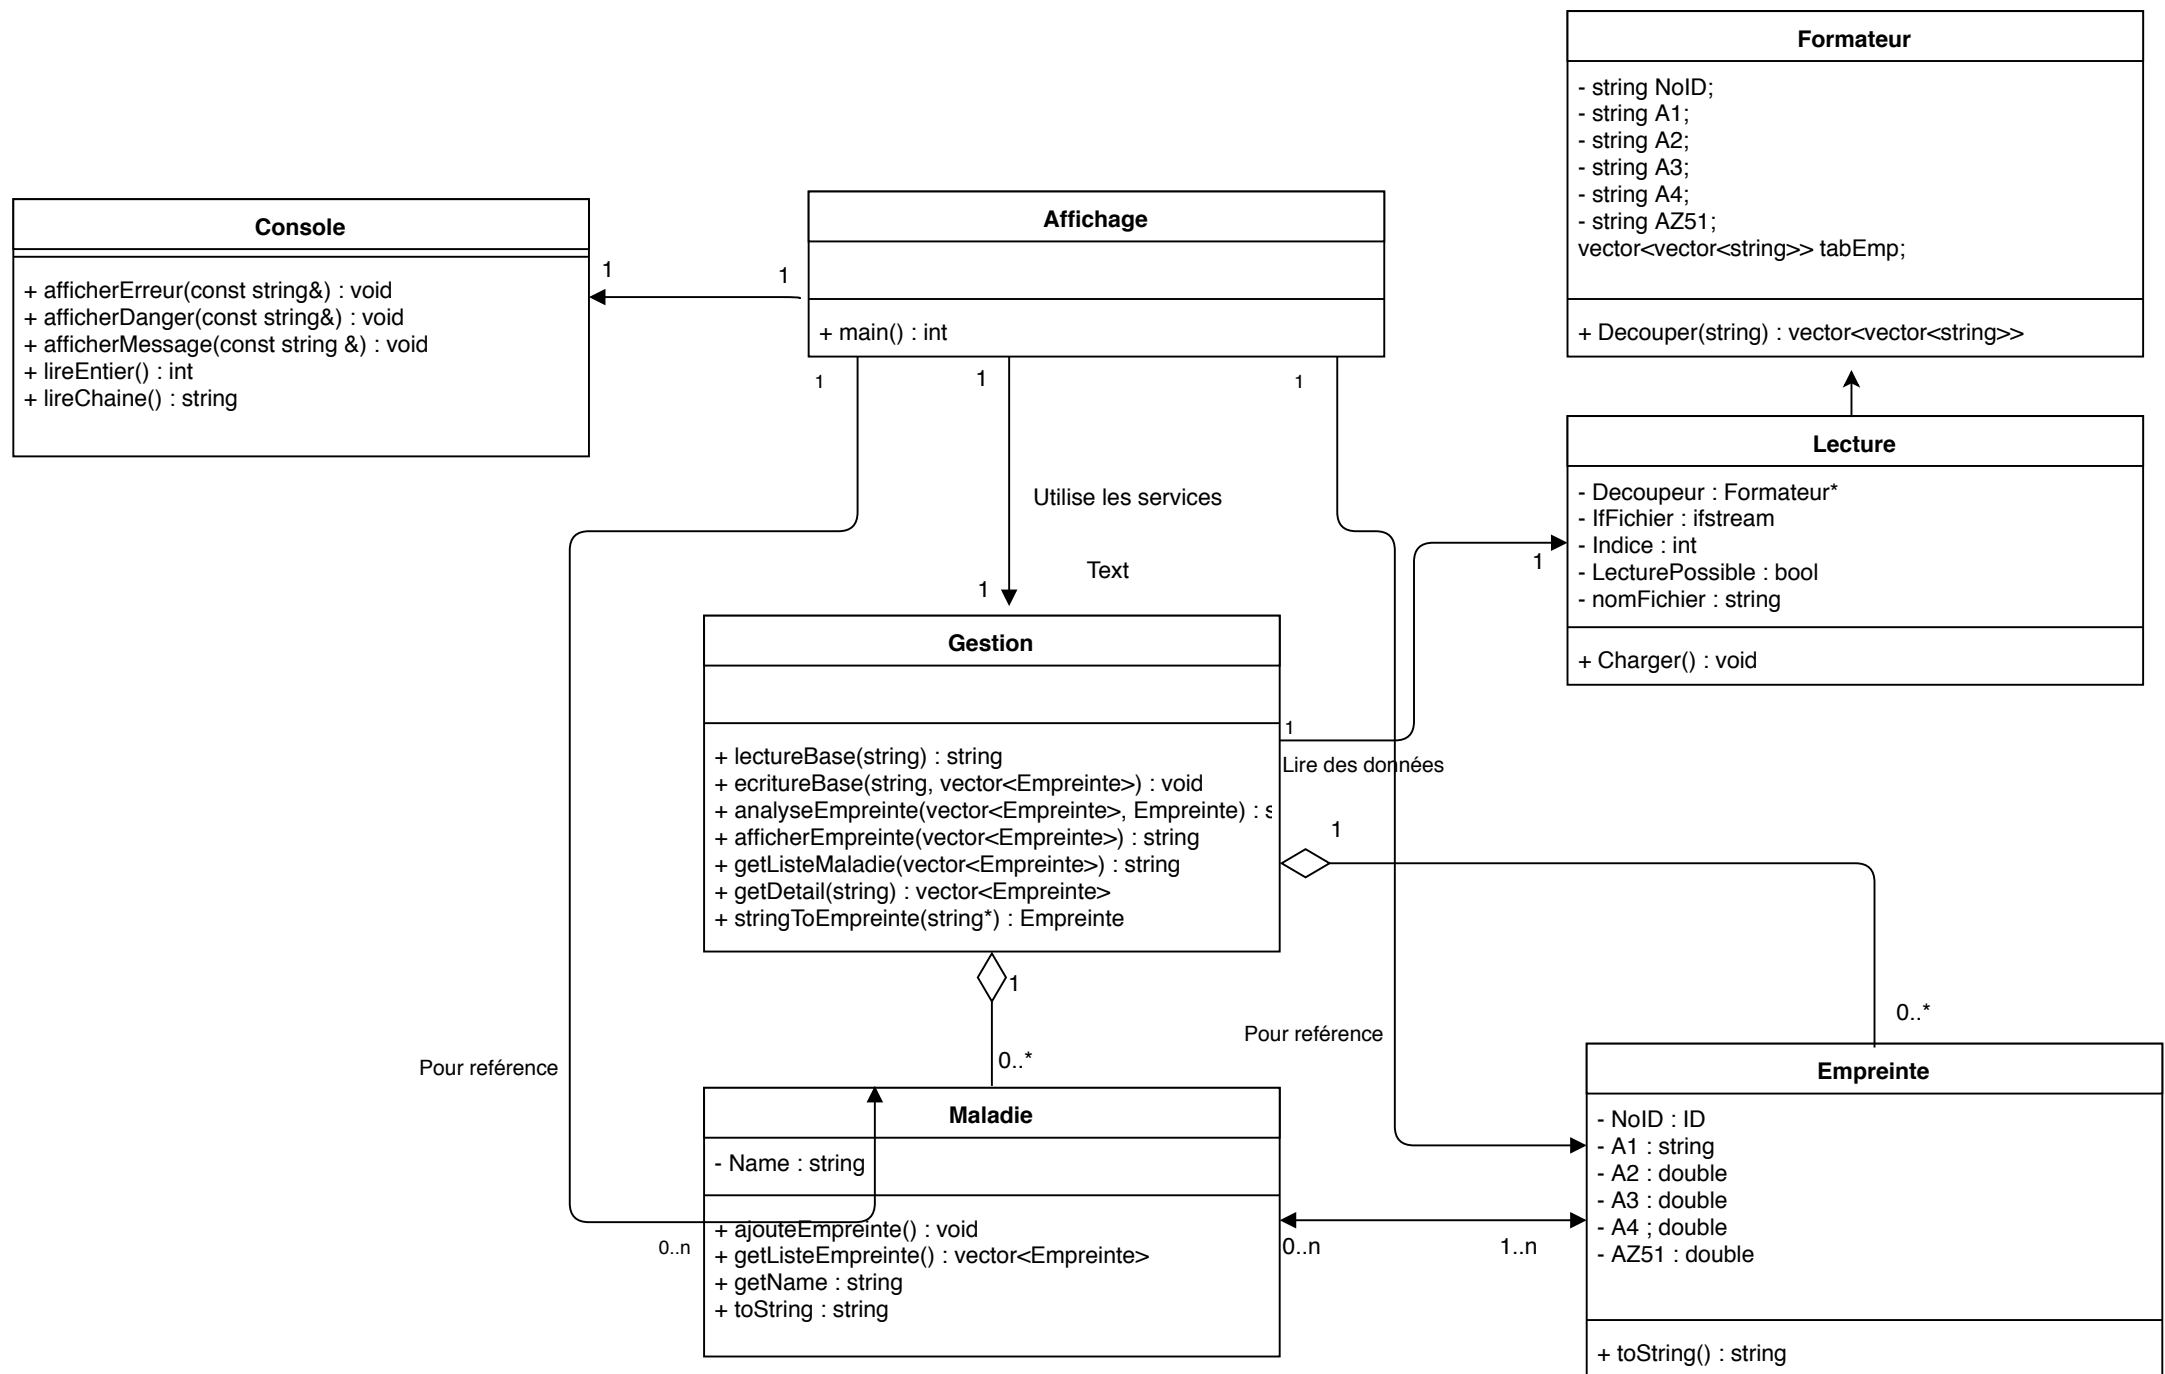 Formateur
- string NoID;
- string A1;
- string A2;
- string A3;
- string A4;
- string AZ51;
vector<vector<string>> tabEmp;
+ Decouper(string) : vector<vector<string>>
Console
+ afficherErreur(const string&) : void
+ afficherDanger(const string&) : void
+ afficherMessage(const string &) : void
+ lireEntier() : int
+ lireChaine() : string
1
1
Affichage
+ main() : int
1
1
1
Utilise les services
Text
1
Lecture
- Decoupeur : Formateur*
- IfFichier : ifstream
- Indice : int
- LecturePossible : bool
- nomFichier : string
+ Charger() : void
1
Gestion
+ lectureBase(string) : string
+ ecritureBase(string, vector<Empreinte>) : void
+ analyseEmpreinte(vector<Empreinte>, Empreinte) : s
+ afficherEmpreinte(vector<Empreinte>) : string
+ getListeMaladie(vector<Empreinte>) : string
+ getDetail(string) : vector<Empreinte>
+ stringToEmpreinte(string*) : Empreinte
1
Lire des données
1
1
0..*
0..*
Pour reférence
Pour reférence
Maladie
- Name : string
+ ajouteEmpreinte() : void
+ getListeEmpreinte() : vector<Empreinte>
+ getName : string
+ toString : string
0..n
0..n
1..n
Empreinte
- NoID : ID
- A1 : string
- A2 : double
- A3 : double
- A4 ; double
- AZ51 : double
+ toString() : string